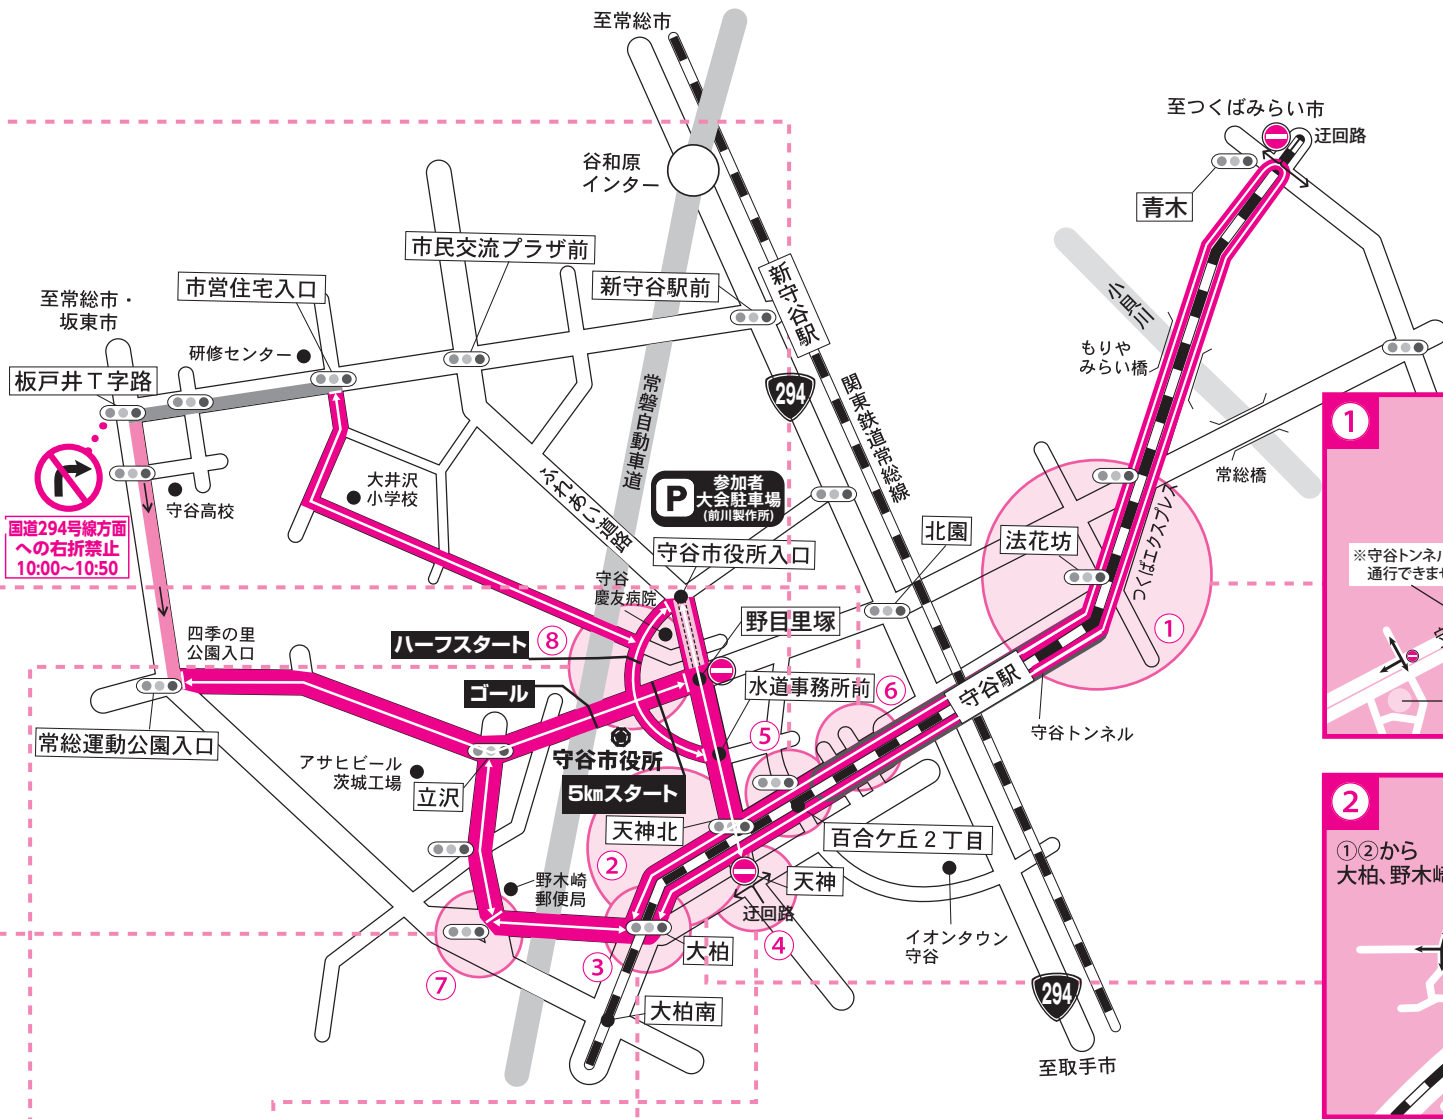 至常総市
至つくばみらい市
迂回路
谷和原
インター
青木
市民交流プラザ前
市営住宅入口
新守谷駅前
新守谷駅
至常総市・
坂東市
小貝川
研修センター
もりや
みらい橋
板戸井T字路
294
常磐自動車道
関東鉄道常総線
1
常総橋
大井沢
小学校
守谷高校
ふれあい道路
P
参加者
大会駐車場
(前川製作所)
国道294号線方面
への右折禁止
10:00〜10:50
守谷市役所入口
北園
法花坊
つくばエクスプレス
※守谷トンネル
通行できませ
守谷
慶友病院
野目里塚
四季の里
公園入口
ハーフスタート
⑧
①
守谷駅
ゴール
水道事務所前
⑥
常総運動公園入口
守谷市役所
⑤
守谷トンネル
アサヒビール
茨城工場
立沢
5kmスタート
天神北
百合ケ丘2丁目
2
②
天神
①②から
大柏、野木崎
野木崎
郵便局
迂回路
④
イオンタウン
守谷
大柏
③
⑦
大柏南
294
至取手市